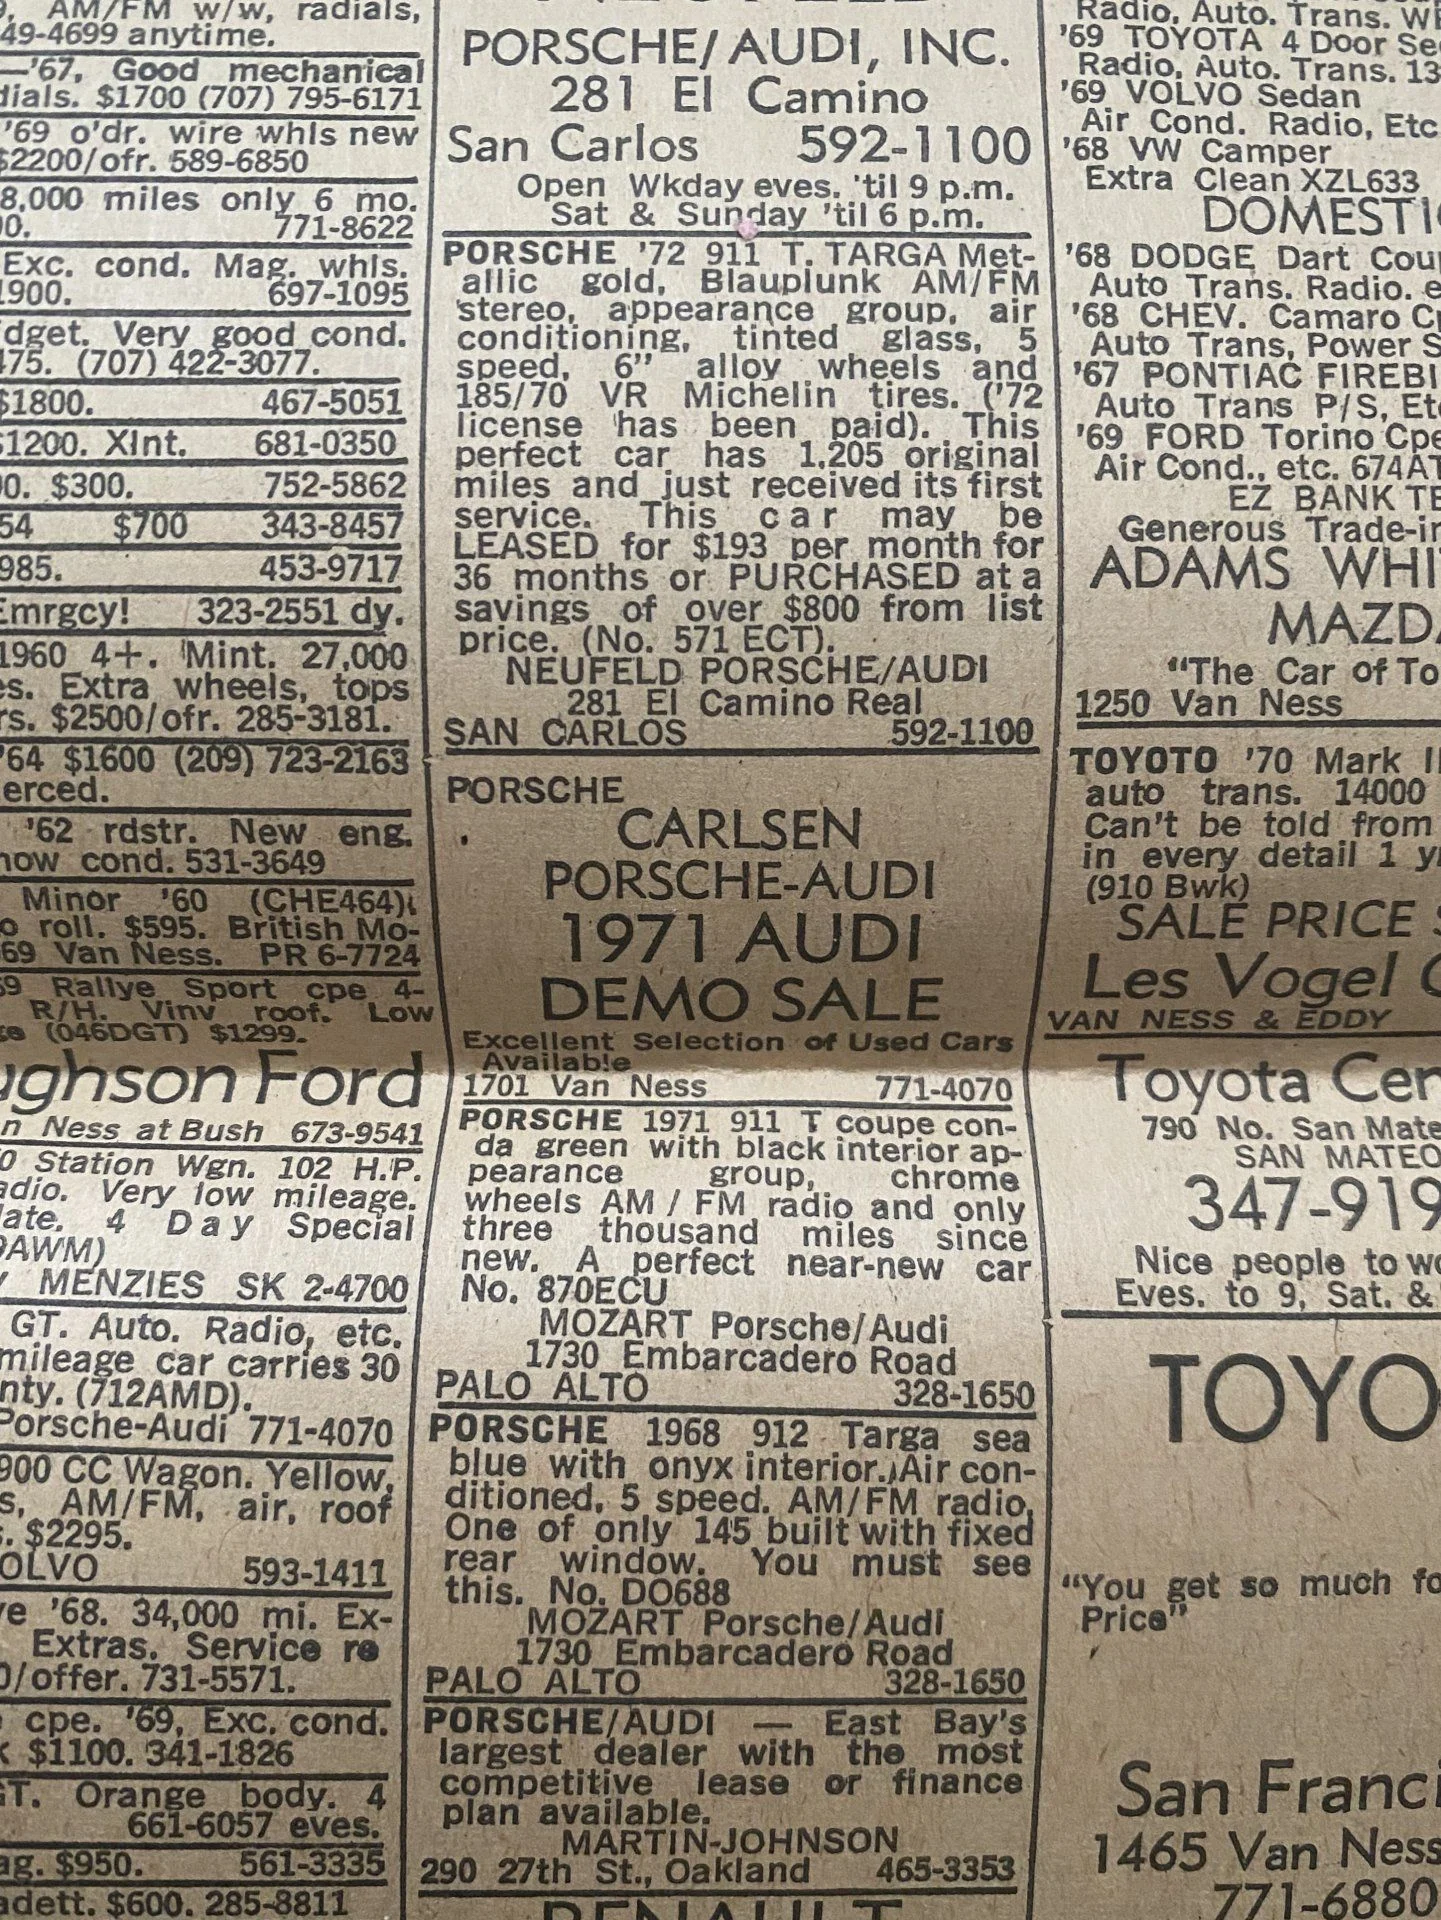 AM/FM w/w, radials,
49-4699 anytime.
—'67, Good mechanical
dials. $1700 (707) 795-6171
'69 o'dr. wire whls new
$2200/ofr. 589-6850
8,000 miles only 6 mo.
771-8622
Exc. cond. Mag. whls.
1900. 697-1095
dget. Very good cond.
475. (707) 422-3077.
$1800. 467-5051
$1200. Xlnt. 681-0350
0. $300. 752-5862
54 $700 343-8457
985. 453-9717
Emrgcy! 323-2551 dy.
1960 4+. Mint. 27,000
es. Extra wheels, tops
rs. $2500/ofr. 285-3181.
'64 $1600 (209) 723-2163
erced.
'62 rdstr. New eng.
how cond. 531-3649
Minor '60 (CHE464)
to roll. $595. British Mo-
69 Van Ness. PR 6-7724
69 Rallye Sport cpe 4-
R/H. Vinv roof. Low
ge (046DGT) $1299.
ughson Ford
n Ness at Bush 673-9541
0 Station Wgn. 102 H.P.
adio. Very low mileage.
late. 4 Day Special
9AWM)
MENZIES SK 2-4700
GT. Auto. Radio, etc.
mileage car carries 30
nty. (712AMD).
Porsche-Audi 771-4070
900 CC Wagon. Yellow,
s, AM/FM, air, roof
s. $2295.
OLVO 593-1411
ve '68. 34,000 mi. Ex-
Extras. Service re
0/offer. 731-5571.
cpe. '69, Exc. cond.
k $1100. 341-1826
GT. Orange body. 4
661-6057 eves.
ag. $950. 561-3335
adett. $600. 285-8811
PORSCHE/AUDI, INC.
281 El Camino
San Carlos 592-1100
Open Wkday eves. 'til 9 p.m.
Sat & Sunday 'til 6 p.m.
PORSCHE '72 911 T. TARGA Met-
allic gold, Blauplunk AM/FM
stereo, appearance group, air
conditioning, tinted glass, 5
speed, 6" alloy wheels and
185/70 VR Michelin tires. ('72
license has been paid). This
perfect car has 1,205 original
miles and just received its first
service. This car may be
LEASED for $193 per month for
36 months or PURCHASED at a
savings of over $800 from list
price. (No. 571 ECT).
NEUFELD PORSCHE/AUDI
281 El Camino Real
SAN CARLOS 592-1100
PORSCHE
CARLSEN
PORSCHE-AUDI
1971 AUDI
DEMO SALE
Excellent Selection of Used Cars
Available
1701 Van Ness 771-4070
PORSCHE 1971 911 T coupe con-
da green with black interior ap-
pearance group, chrome
wheels AM / FM radio and only
three thousand miles since
new. A perfect near-new car
No. 870ECU
MOZART Porsche/Audi
1730 Embarcadero Road
PALO ALTO 328-1650
PORSCHE 1968 912 Targa sea
blue with onyx interior. Air con-
ditioned, 5 speed. AM/FM radio,
One of only 145 built with fixed
rear window. You must see
this. No. DO688
MOZART Porsche/Audi
1730 Embarcadero Road
PALO ALTO 328-1650
PORSCHE/AUDI — East Bay's
largest dealer with the most
competitive lease or finance
plan available.
MARTIN-JOHNSON
290 27th St., Oakland 465-3353
RENAULT
Radio, Auto. Trans.
'69 TOYOTA 4 Door Se
Radio, Auto. Trans. 13
'69 VOLVO Sedan
Air Cond. Radio, Etc
'68 VW Camper
Extra Clean XZL633
DOMESTI
'68 DODGE Dart Cou
Auto Trans. Radio. e
'68 CHEV. Camaro Cp
Auto Trans, Power S
'67 PONTIAC FIREBI
Auto Trans P/S, Etc
'69 FORD Torino Cpe
Air Cond., etc. 674AT
EZ BANK TE
Generous Trade-in
ADAMS WHIT
MAZDA
"The Car of To
1250 Van Ness
TOYOTO '70 Mark II
auto trans. 14000
Can't be told from
in every detail 1 y
(910 Bwk)
SALE PRICE $
Les Vogel C
VAN NESS & EDDY
Toyota Cen
790 No. San Mate
SAN MATEO
347-919
Nice people to wo
Eves. to 9, Sat. &
TOYO
"You get so much fo
Price"
San Franci
1465 Van Ness
771-6880